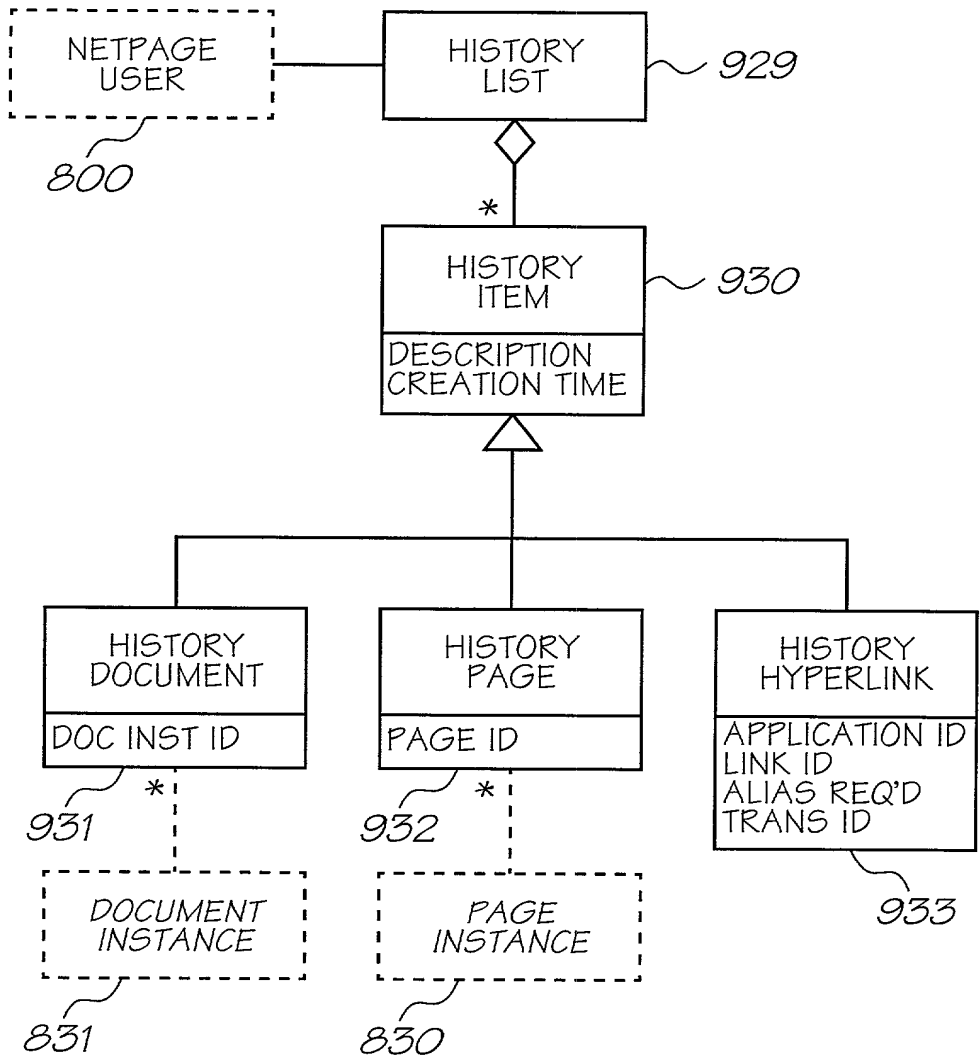 NETPAGE
USER
800
HISTORY
LIST
929
*
HISTORY
ITEM
930
DESCRIPTION
CREATION TIME
HISTORY
DOCUMENT
DOC INST ID
931
*
HISTORY
PAGE
PAGE ID
932
*
HISTORY
HYPERLINK
APPLICATION ID
LINK ID
ALIAS REQ'D
TRANS ID
933
DOCUMENT
INSTANCE
831
PAGE
INSTANCE
830